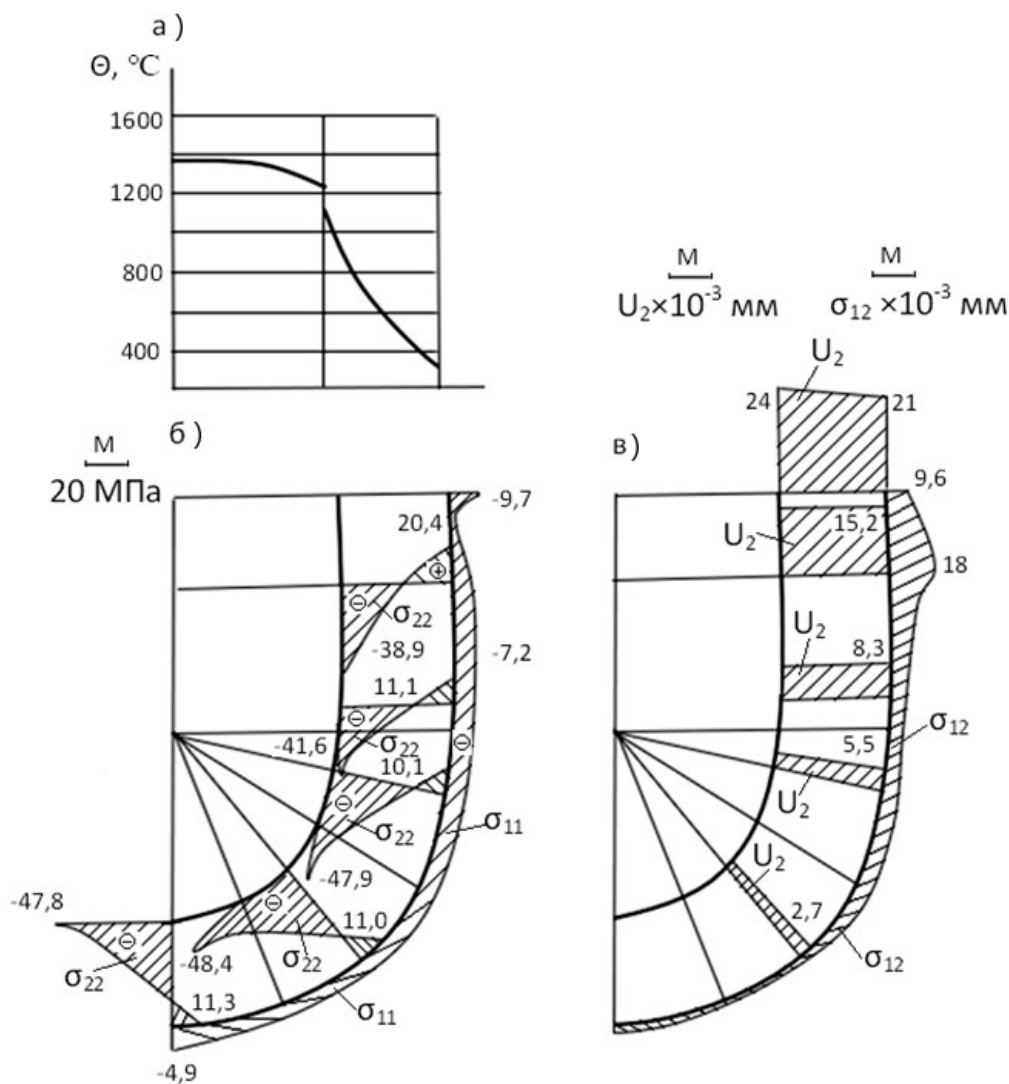 а )
Θ, °С
1600
1200
800
400
М
U₂×10⁻³ мм
М
σ₁₂ ×10⁻³ мм
U₂
24
21
б )
М
20 МПа
в )
-9,7
9,6
20,4
15,2
U₂
18
⊕
⊖
σ₂₂
-38,9
-7,2
U₂
8,3
11,1
⊖
σ₂₂
⊖
σ₁₂
-41,6
10,1
5,5
⊖
σ₂₂
U₂
σ₁₁
-47,9
U₂
-47,8
⊖
11,0
2,7
⊖
σ₂₂
-48,4
σ₂₂
σ₁₂
11,3
σ₁₁
-4,9